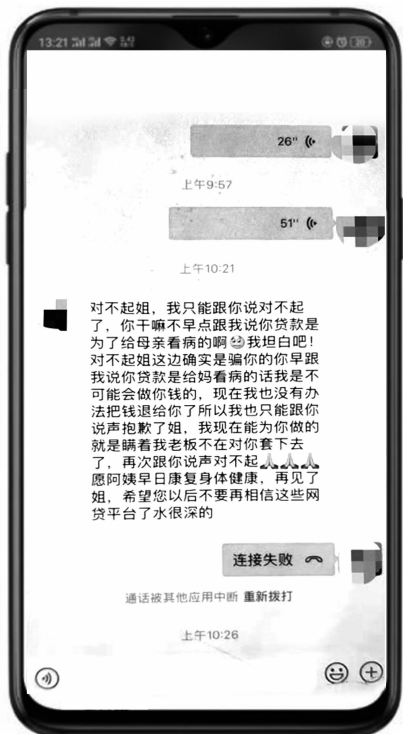 13:21
26"
上午9:57
51"
上午10:21
对不起姐，我只能跟你说对不起
了，你干嘛不早点跟我说你贷款是
为了给母亲看病的啊😀我坦白吧！
对不起姐这边确实是骗你的你早跟
我说你贷款是给妈看病的话我是不
可能会做你钱的，现在我也没有办
法把钱退给你了所以我也只能跟你
说声抱歉了姐，我现在能为你做的
就是瞒着我老板不在对你套下去
了，再次跟你说声对不起🙏🙏🙏
愿阿姨早日康复身体健康，再见了
姐，希望您以后不要再相信这些网
贷平台了水很深的
连接失败
通话被其他应用中断 重新拨打
上午10:26